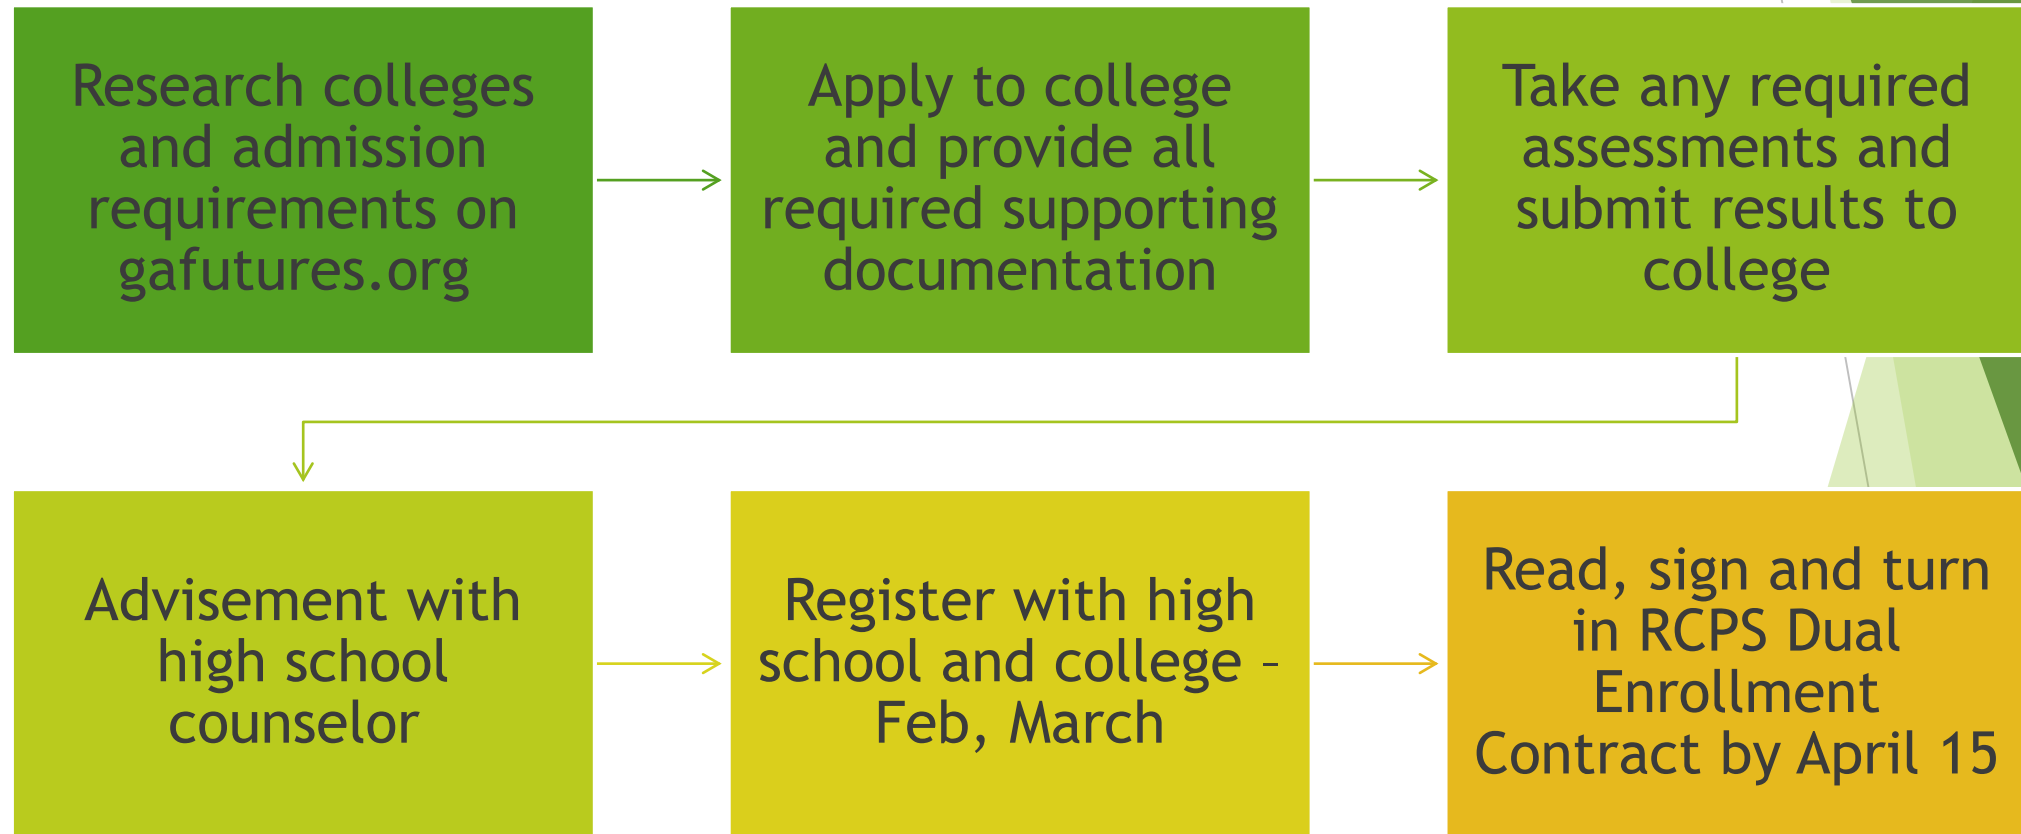 Research colleges
and admission
requirements on
gafutures.org
Apply to college
and provide all
required supporting
documentation
Take any required
assessments and
submit results to
college
Advisement with
high school
counselor
Register with high
school and college –
Feb, March
Read, sign and turn
in RCPS Dual
Enrollment
Contract by April 15